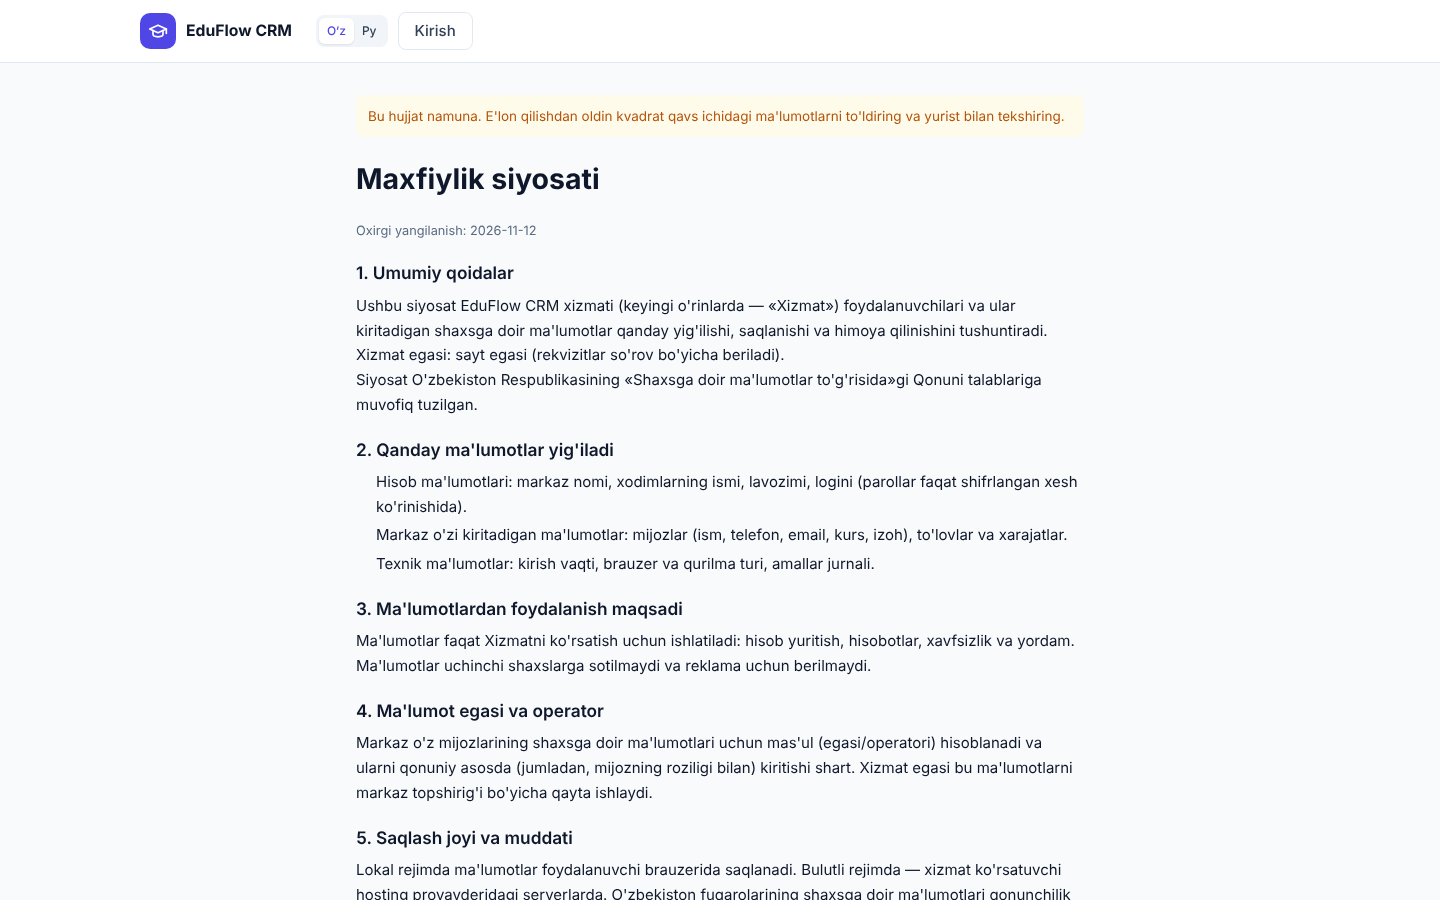 EduFlow CRM
O'z
Ру
Kirish
Bu hujjat namuna. E'lon qilishdan oldin kvadrat qavs ichidagi ma'lumotlarni to'ldiring va yurist bilan tekshiring.
Maxfiylik siyosati
Oxirgi yangilanish: 2026-11-12
1. Umumiy qoidalar
Ushbu siyosat EduFlow CRM xizmati (keyingi o'rinlarda — «Xizmat») foydalanuvchilari va ular
kiritadigan shaxsga doir ma'lumotlar qanday yig'ilishi, saqlanishi va himoya qilinishini tushuntiradi.
Xizmat egasi: sayt egasi (rekvizitlar so'rov bo'yicha beriladi).
Siyosat O'zbekiston Respublikasining «Shaxsga doir ma'lumotlar to'g'risida»gi Qonuni talablariga
muvofiq tuzilgan.
2. Qanday ma'lumotlar yig'iladi
Hisob ma'lumotlari: markaz nomi, xodimlarning ismi, lavozimi, logini (parollar faqat shifrlangan xesh
ko'rinishida).
Markaz o'zi kiritadigan ma'lumotlar: mijozlar (ism, telefon, email, kurs, izoh), to'lovlar va xarajatlar.
Texnik ma'lumotlar: kirish vaqti, brauzer va qurilma turi, amallar jurnali.
3. Ma'lumotlardan foydalanish maqsadi
Ma'lumotlar faqat Xizmatni ko'rsatish uchun ishlatiladi: hisob yuritish, hisobotlar, xavfsizlik va yordam.
Ma'lumotlar uchinchi shaxslarga sotilmaydi va reklama uchun berilmaydi.
4. Ma'lumot egasi va operator
Markaz o'z mijozlarining shaxsga doir ma'lumotlari uchun mas'ul (egasi/operatori) hisoblanadi va
ularni qonuniy asosda (jumladan, mijozning roziligi bilan) kiritishi shart. Xizmat egasi bu ma'lumotlarni
markaz topshirig'i bo'yicha qayta ishlaydi.
5. Saqlash joyi va muddati
Lokal rejimda ma'lumotlar foydalanuvchi brauzerida saqlanadi. Bulutli rejimda — xizmat ko'rsatuvchi
hosting provayderidagi serverlarda. O'zbekiston fuqarolarining shaxsga doir ma'lumotlari qonunchilik